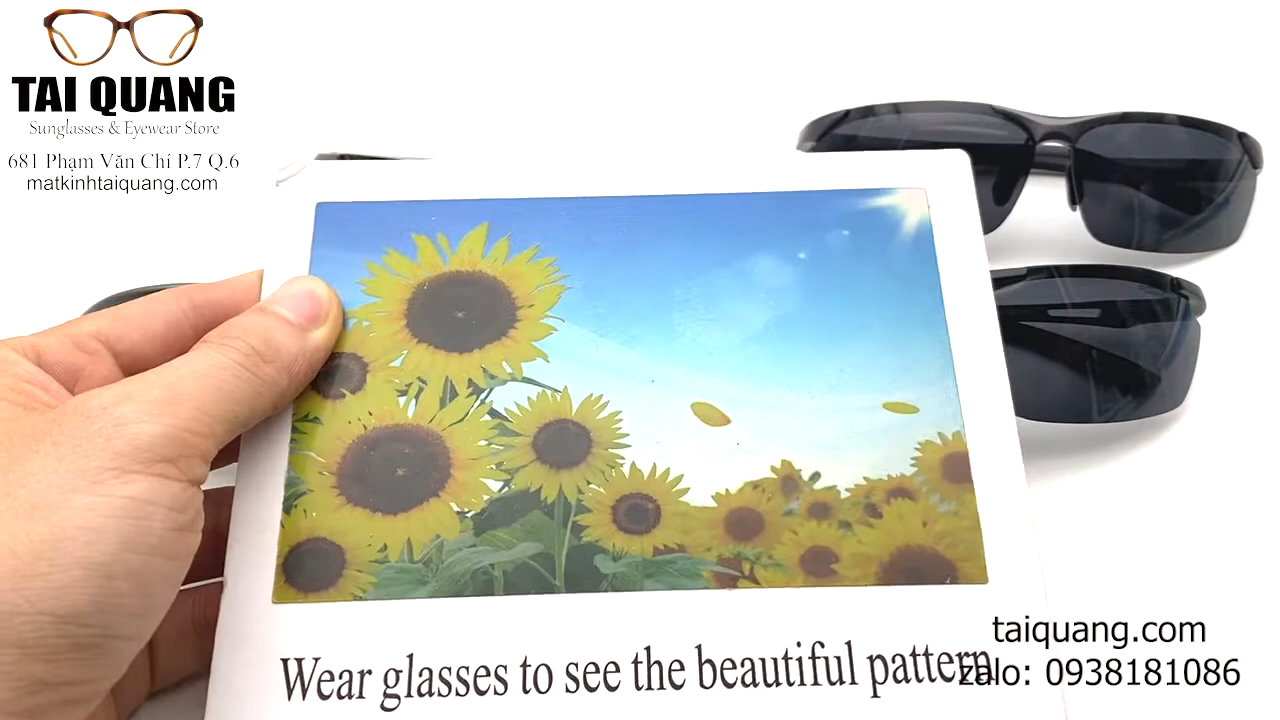 TAI QUANG
Sunglasses & Eyewear Store
681 Phạm Văn Chí P.7 Q.6
matkinhtaiquang.com
Wear glasses to see the beautiful pattern
taiquang.com
zalo: 0938181086